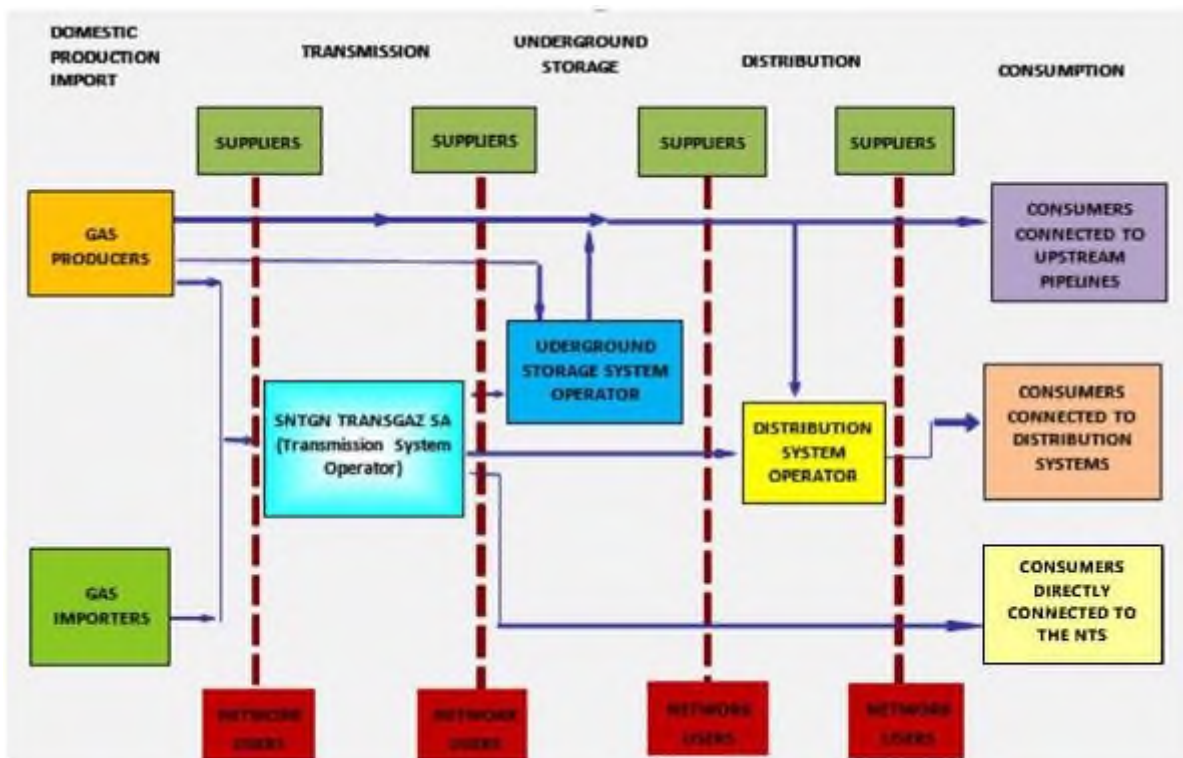 DOMESTIC
PRODUCTION
IMPORT
TRANSMISSION
UNDERGROUND
STORAGE
DISTRIBUTION
CONSUMPTION
SUPPLIERS
SUPPLIERS
SUPPLIERS
SUPPLIERS
GAS
PRODUCERS
CONSUMERS
CONNECTED TO
UPSTREAM
PIPELINES
UDERGROUND
STORAGE SYSTEM
OPERATOR
SNTGN TRANSGAZ SA
(Transmission System
Operator)
DISTRIBUTION
SYSTEM
OPERATOR
CONSUMERS
CONNECTED TO
DISTRIBUTION
SYSTEMS
GAS
IMPORTERS
CONSUMERS
DIRECTLY
CONNECTED TO
THE NTS
NETWORK
USERS
NETWORK
USERS
NETWORK
USERS
NETWORK
USERS